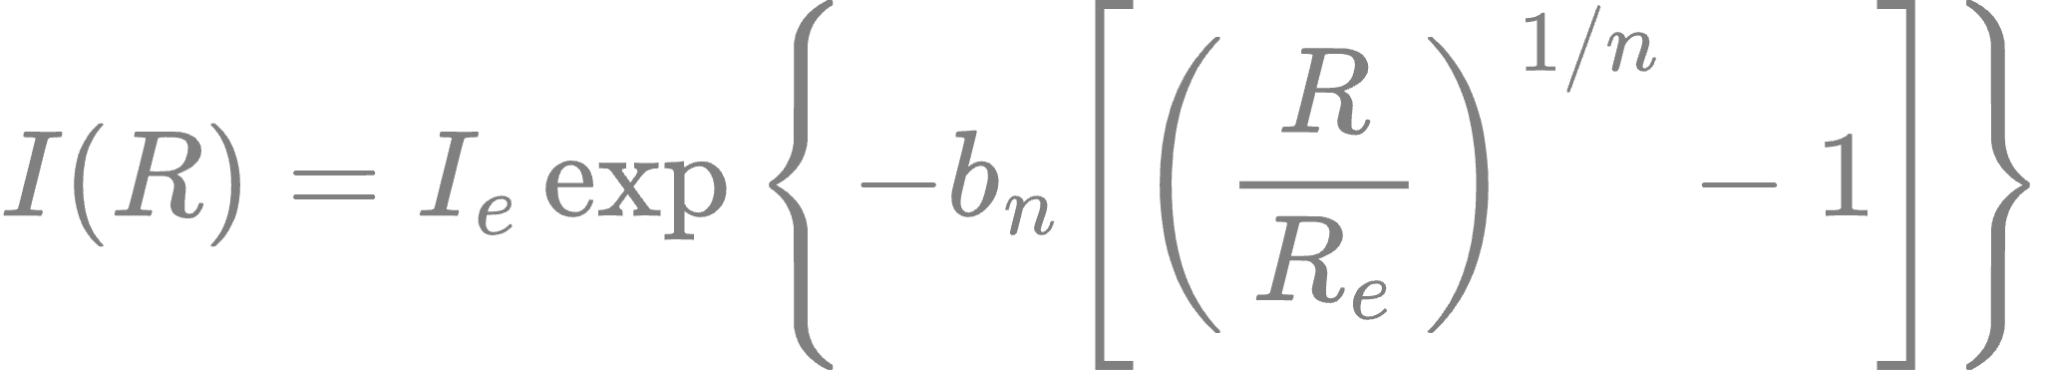 I(R) = I_e exp{-b_n[(R/R_e)^{1/n} - 1]}